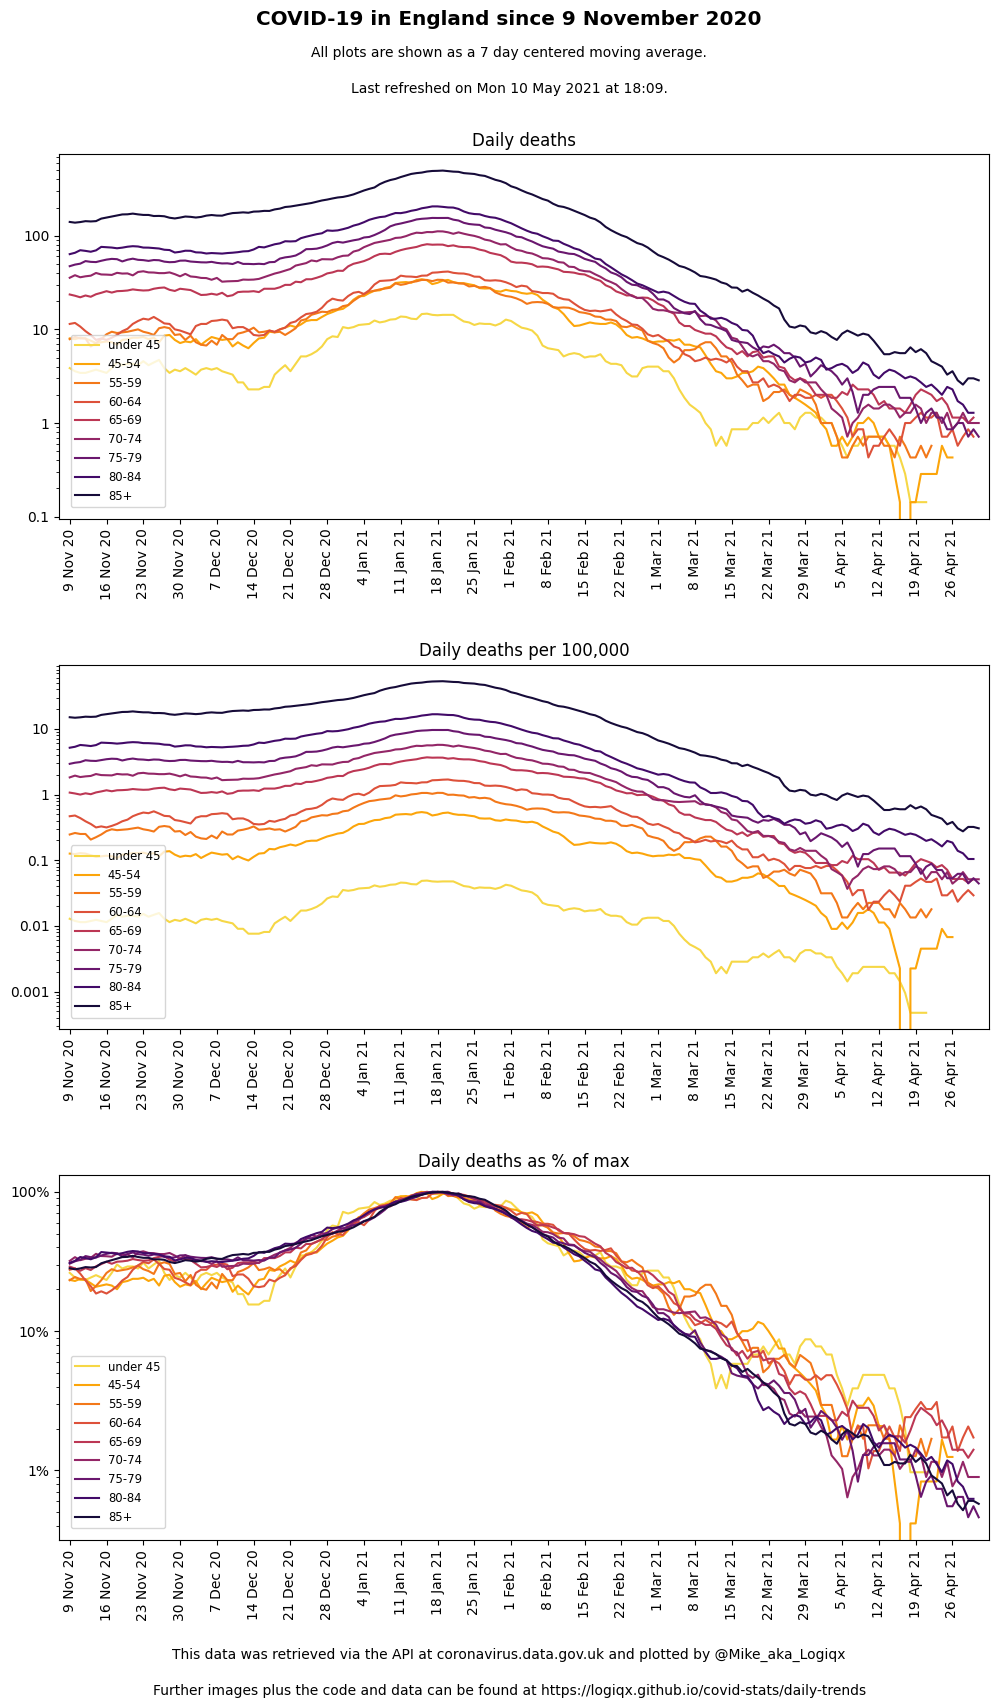 COVID-19 in England since 9 November 2020
All plots are shown as a 7 day centered moving average.
Last refreshed on Mon 10 May 2021 at 18:09.
Daily deaths
100
10
1
0.1
under 45
45-54
55-59
60-64
65-69
70-74
75-79
80-84
85+
9 Nov 20
16 Nov 20
23 Nov 20
30 Nov 20
7 Dec 20
14 Dec 20
21 Dec 20
28 Dec 20
4 Jan 21
11 Jan 21
18 Jan 21
25 Jan 21
1 Feb 21
8 Feb 21
15 Feb 21
22 Feb 21
1 Mar 21
8 Mar 21
15 Mar 21
22 Mar 21
29 Mar 21
5 Apr 21
12 Apr 21
19 Apr 21
26 Apr 21
Daily deaths per 100,000
10
1
0.1
0.01
0.001
under 45
45-54
55-59
60-64
65-69
70-74
75-79
80-84
85+
9 Nov 20
16 Nov 20
23 Nov 20
30 Nov 20
7 Dec 20
14 Dec 20
21 Dec 20
28 Dec 20
4 Jan 21
11 Jan 21
18 Jan 21
25 Jan 21
1 Feb 21
8 Feb 21
15 Feb 21
22 Feb 21
1 Mar 21
8 Mar 21
15 Mar 21
22 Mar 21
29 Mar 21
5 Apr 21
12 Apr 21
19 Apr 21
26 Apr 21
Daily deaths as % of max
100%
10%
1%
under 45
45-54
55-59
60-64
65-69
70-74
75-79
80-84
85+
9 Nov 20
16 Nov 20
23 Nov 20
30 Nov 20
7 Dec 20
14 Dec 20
21 Dec 20
28 Dec 20
4 Jan 21
11 Jan 21
18 Jan 21
25 Jan 21
1 Feb 21
8 Feb 21
15 Feb 21
22 Feb 21
1 Mar 21
8 Mar 21
15 Mar 21
22 Mar 21
29 Mar 21
5 Apr 21
12 Apr 21
19 Apr 21
26 Apr 21
This data was retrieved via the API at coronavirus.data.gov.uk and plotted by @Mike_aka_Logiqx
Further images plus the code and data can be found at https://logiqx.github.io/covid-stats/daily-trends